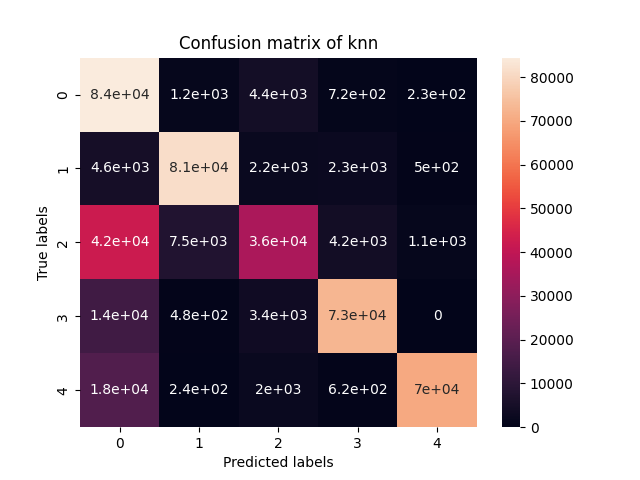 Confusion matrix of knn
True labels
0 8.4e+04 1.2e+03 4.4e+03 7.2e+02 2.3e+02
1 4.6e+03 8.1e+04 2.2e+03 2.3e+03 5e+02
2 4.2e+04 7.5e+03 3.6e+04 4.2e+03 1.1e+03
3 1.4e+04 4.8e+02 3.4e+03 7.3e+04 0
4 1.8e+04 2.4e+02 2e+03 6.2e+02 7e+04
0 1 2 3 4
Predicted labels
80000
70000
60000
50000
40000
30000
20000
10000
0